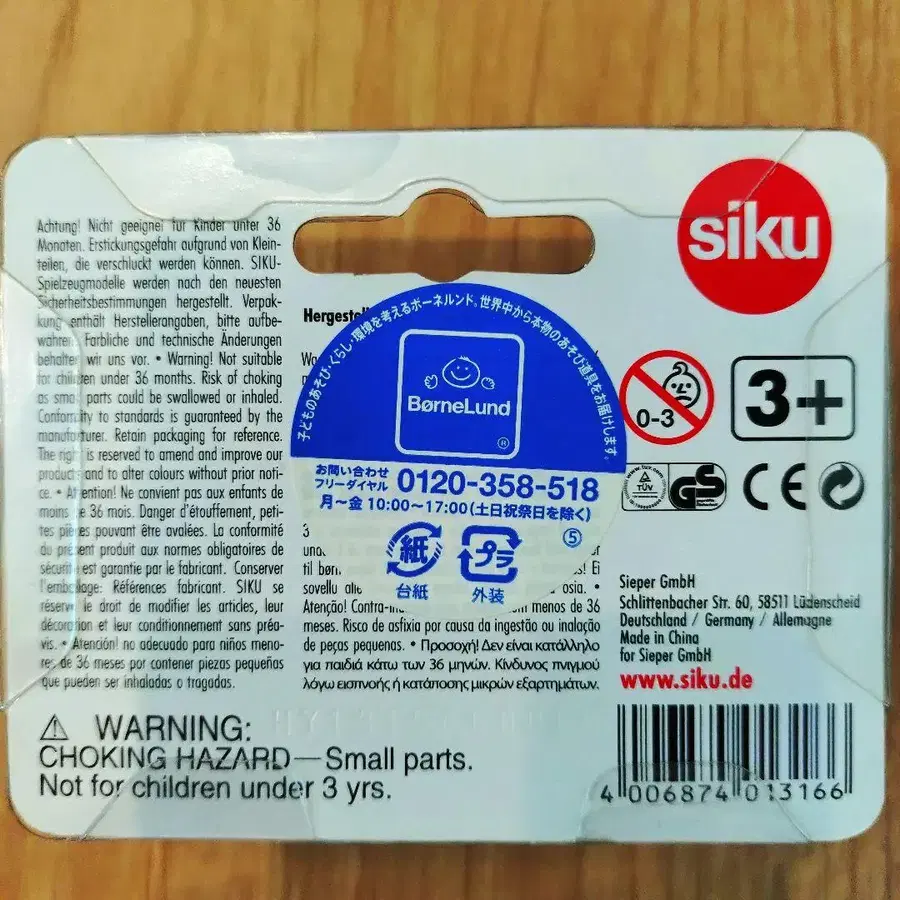 Achtung! Nicht geeignet für Kinder unter 36
Monaten. Erstickungsgefahr aufgrund von Klein-
teilen, die verschluckt werden können. SIKU-
Spielzeugmodelle werden nach den neuesten
Sicherheitsbestimmungen hergestellt. Verpak-
kung enthält Herstellerangaben, bitte aufbe-
wahren. Farbliche und technische Änderungen
behalten wir uns vor. • Warning! Not suitable
for children under 36 months. Risk of choking
as small parts could be swallowed or inhaled.
Conformity to standards is guaranteed by the
manufacturer. Retain packaging for reference.
The right is reserved to amend and improve our
products and to alter colours without prior noti-
ce. • Attention! Ne convient pas aux enfants de
moins de 36 mois. Danger d'étouffement, peti-
tes pièces pouvant être avalées. La conformité
du présent produit aux normes obligatoires de
sécurité est garantie par le fabricant. Conserver
l'emballage: Références fabricant. SIKU se
réserve le droit de modifier les articles, leur
décoration et leur conditionnement sans préa-
vis. • Atención! no adecuado para niños meno-
res de 36 meses por contener piezas pequeñas
que pueden ser inhaladas o tragadas.
子どものあそび・くらし・環境を考えるボーネルンド。世界中から本物のあそび道具をお届けします。
BørneLund
®
お問い合わせ
フリーダイヤル 0120-358-518
月～金 10:00～17:00(土日祝祭日を除く)
⑤
紙
プラ
台紙
外装
3
til
Atenção! menos de 36
meses. Risco de asfixia por causa da ingestão ou inalação
de peças pequenas. • Προσοχή! Δεν είναι κατάλληλο
για παιδιά κάτω των 36 μηνών. Κίνδυνος πνιγμού
λόγω εισπνοής ή κατάποσης μικρών εξαρτημάτων.
siku
0-3
3+
TÜV
GS
CE
Sieper GmbH
Schlittenbacher Str. 60, 58511 Lüdenscheid
Deutschland / Germany / Allemagne
Made in China
for Sieper GmbH
www.siku.de
4 006874 013166
⚠ WARNING:
CHOKING HAZARD—Small parts.
Not for children under 3 yrs.